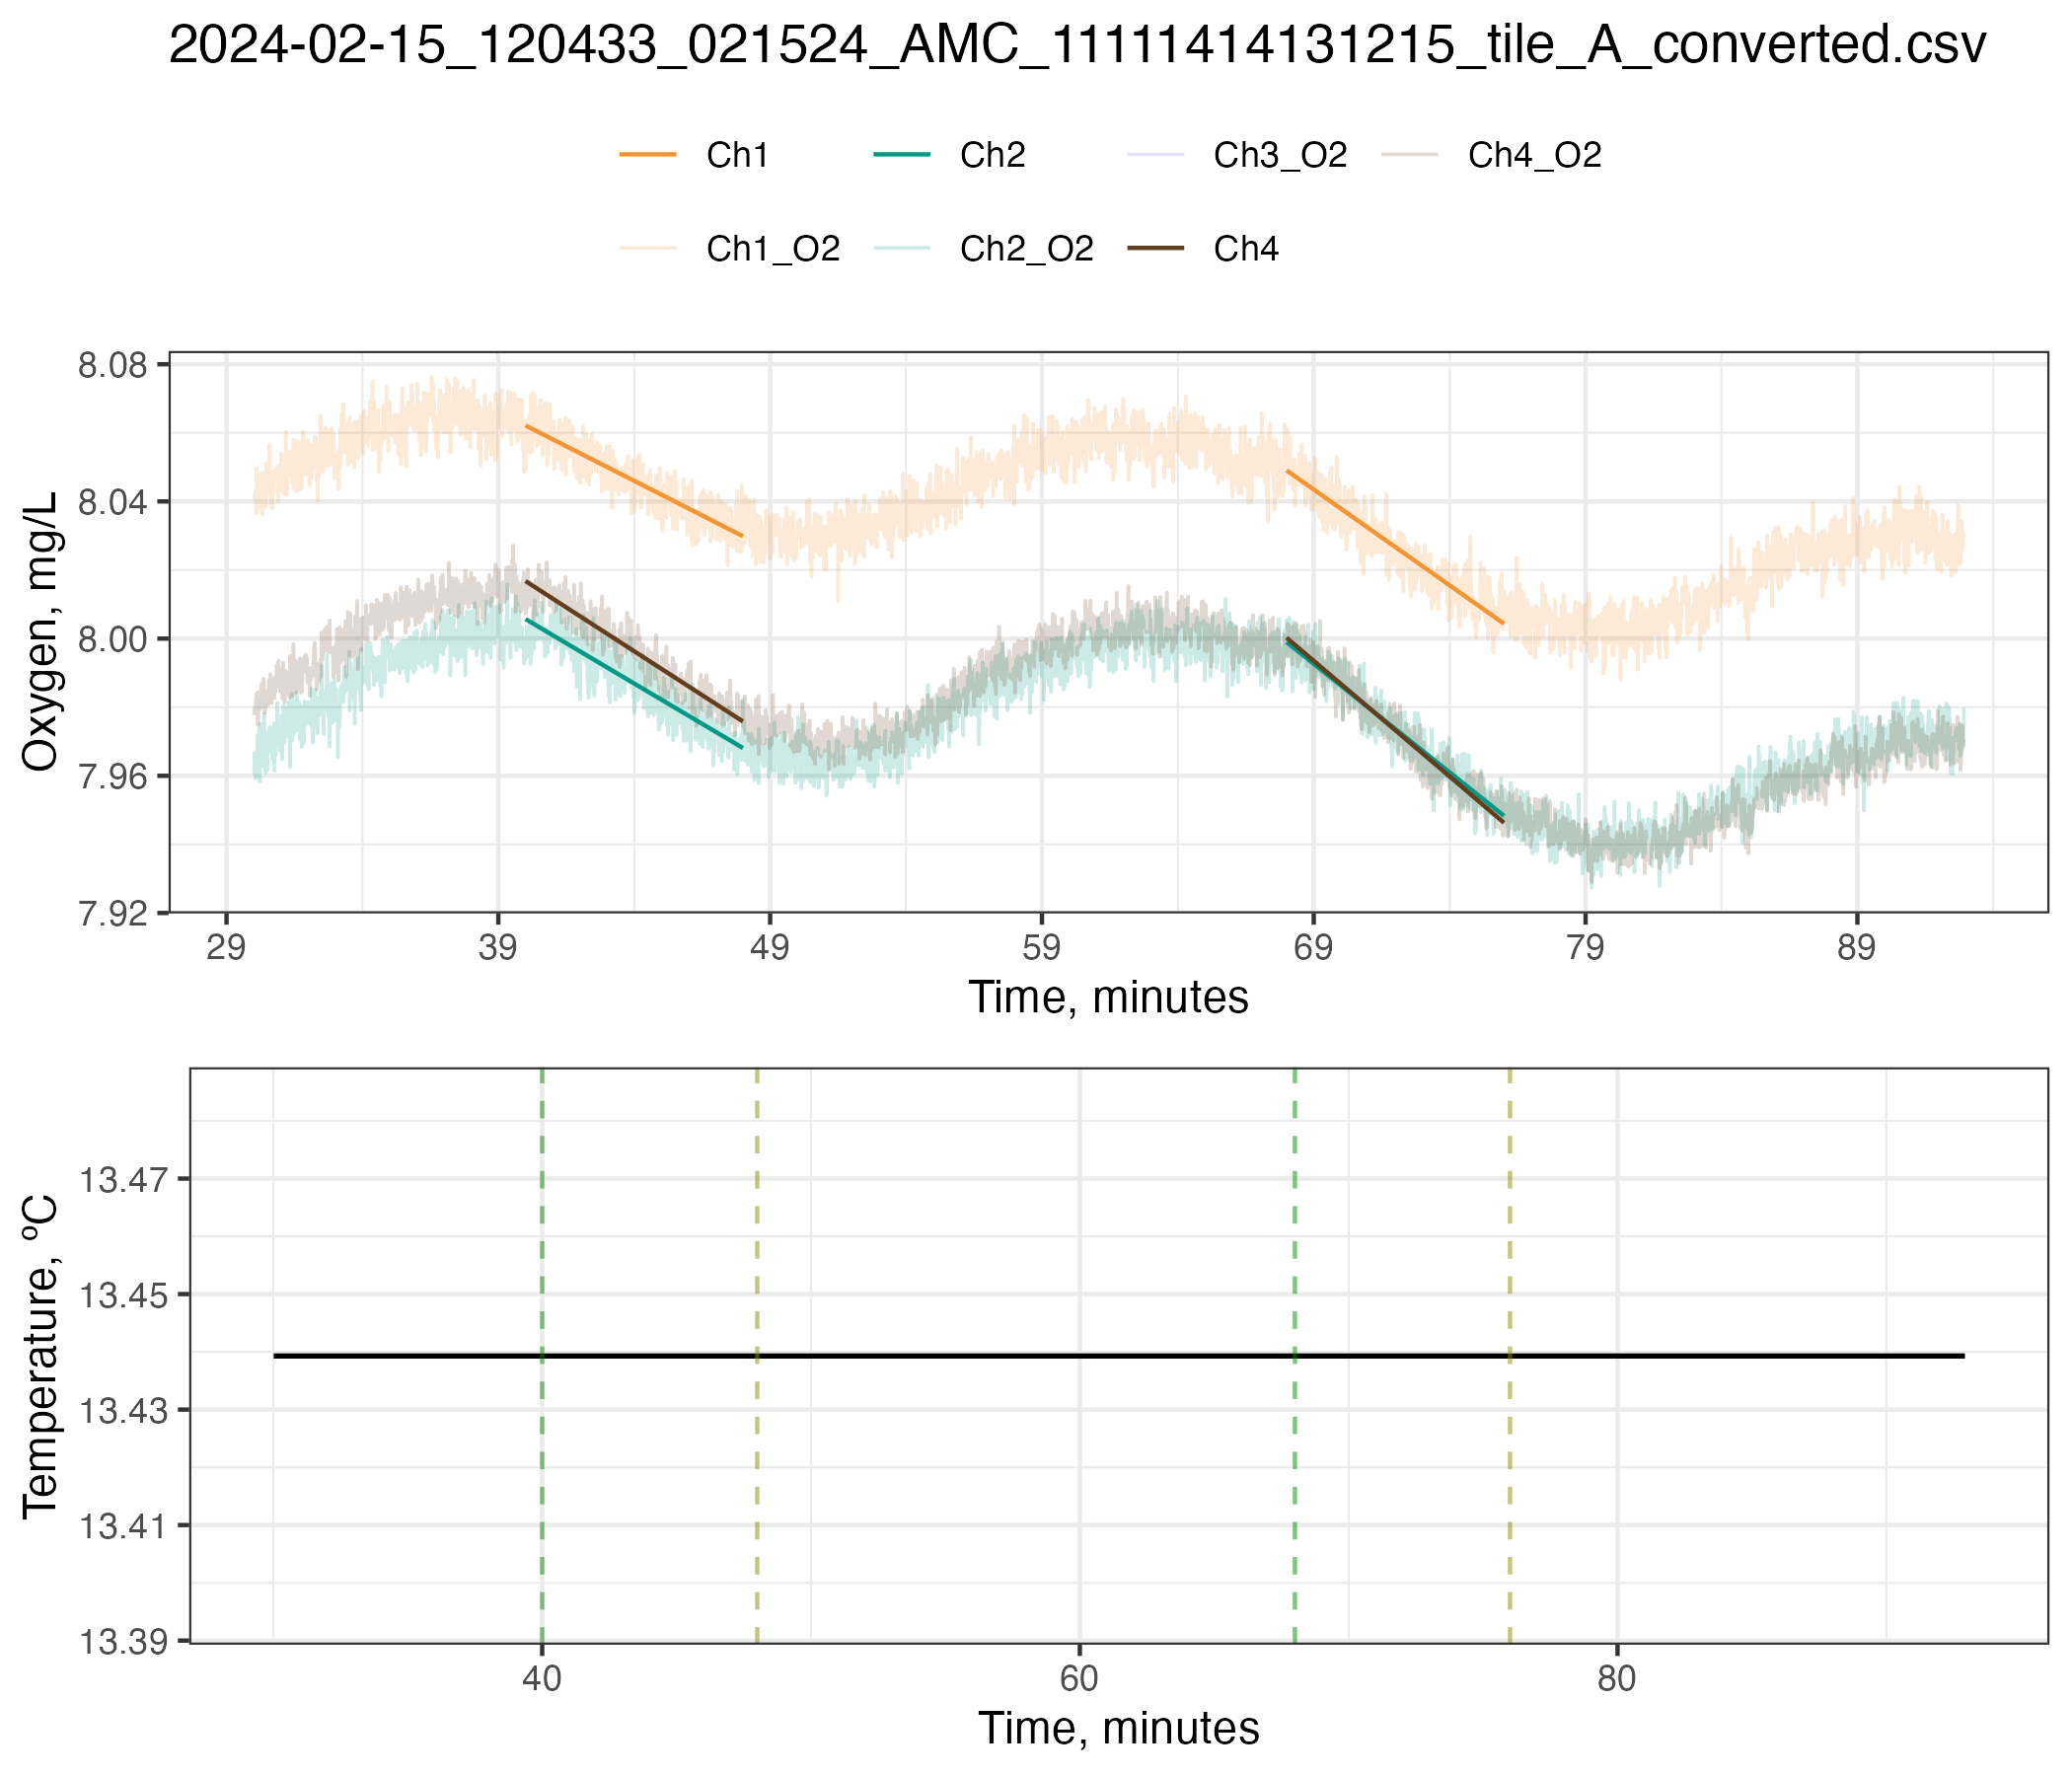 2024-02-15_120433_021524_AMC_11111414131215_tile_A_converted.csv
Ch1 Ch2 Ch3_O2 Ch4_O2
Ch1_O2 Ch2_O2 Ch4
Oxygen, mg/L
8.08
8.04
8.00
7.96
7.92
29 39 49 59 69 79 89
Time, minutes
Temperature, ºC
13.47
13.45
13.43
13.41
13.39
40 60 80
Time, minutes